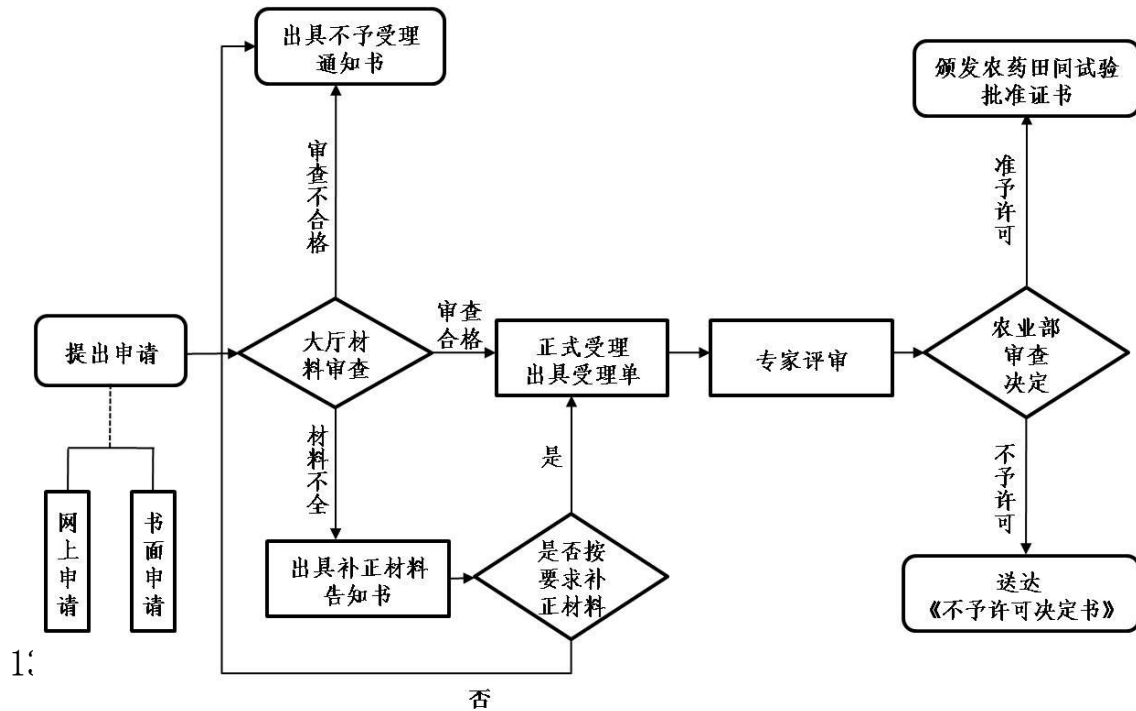 出具不予受理
通知书
颁发农药田间试验
批准证书
审查不合格
准予许可
提出申请
大厅材
料审查
审查
合格
正式受理
出具受理单
专家评审
农业部
审查
决定
材料不全
是
不予许可
网上申请
书面申请
出具补正材料
告知书
是否按
要求补
正材料
送达
《不予许可决定书》
否